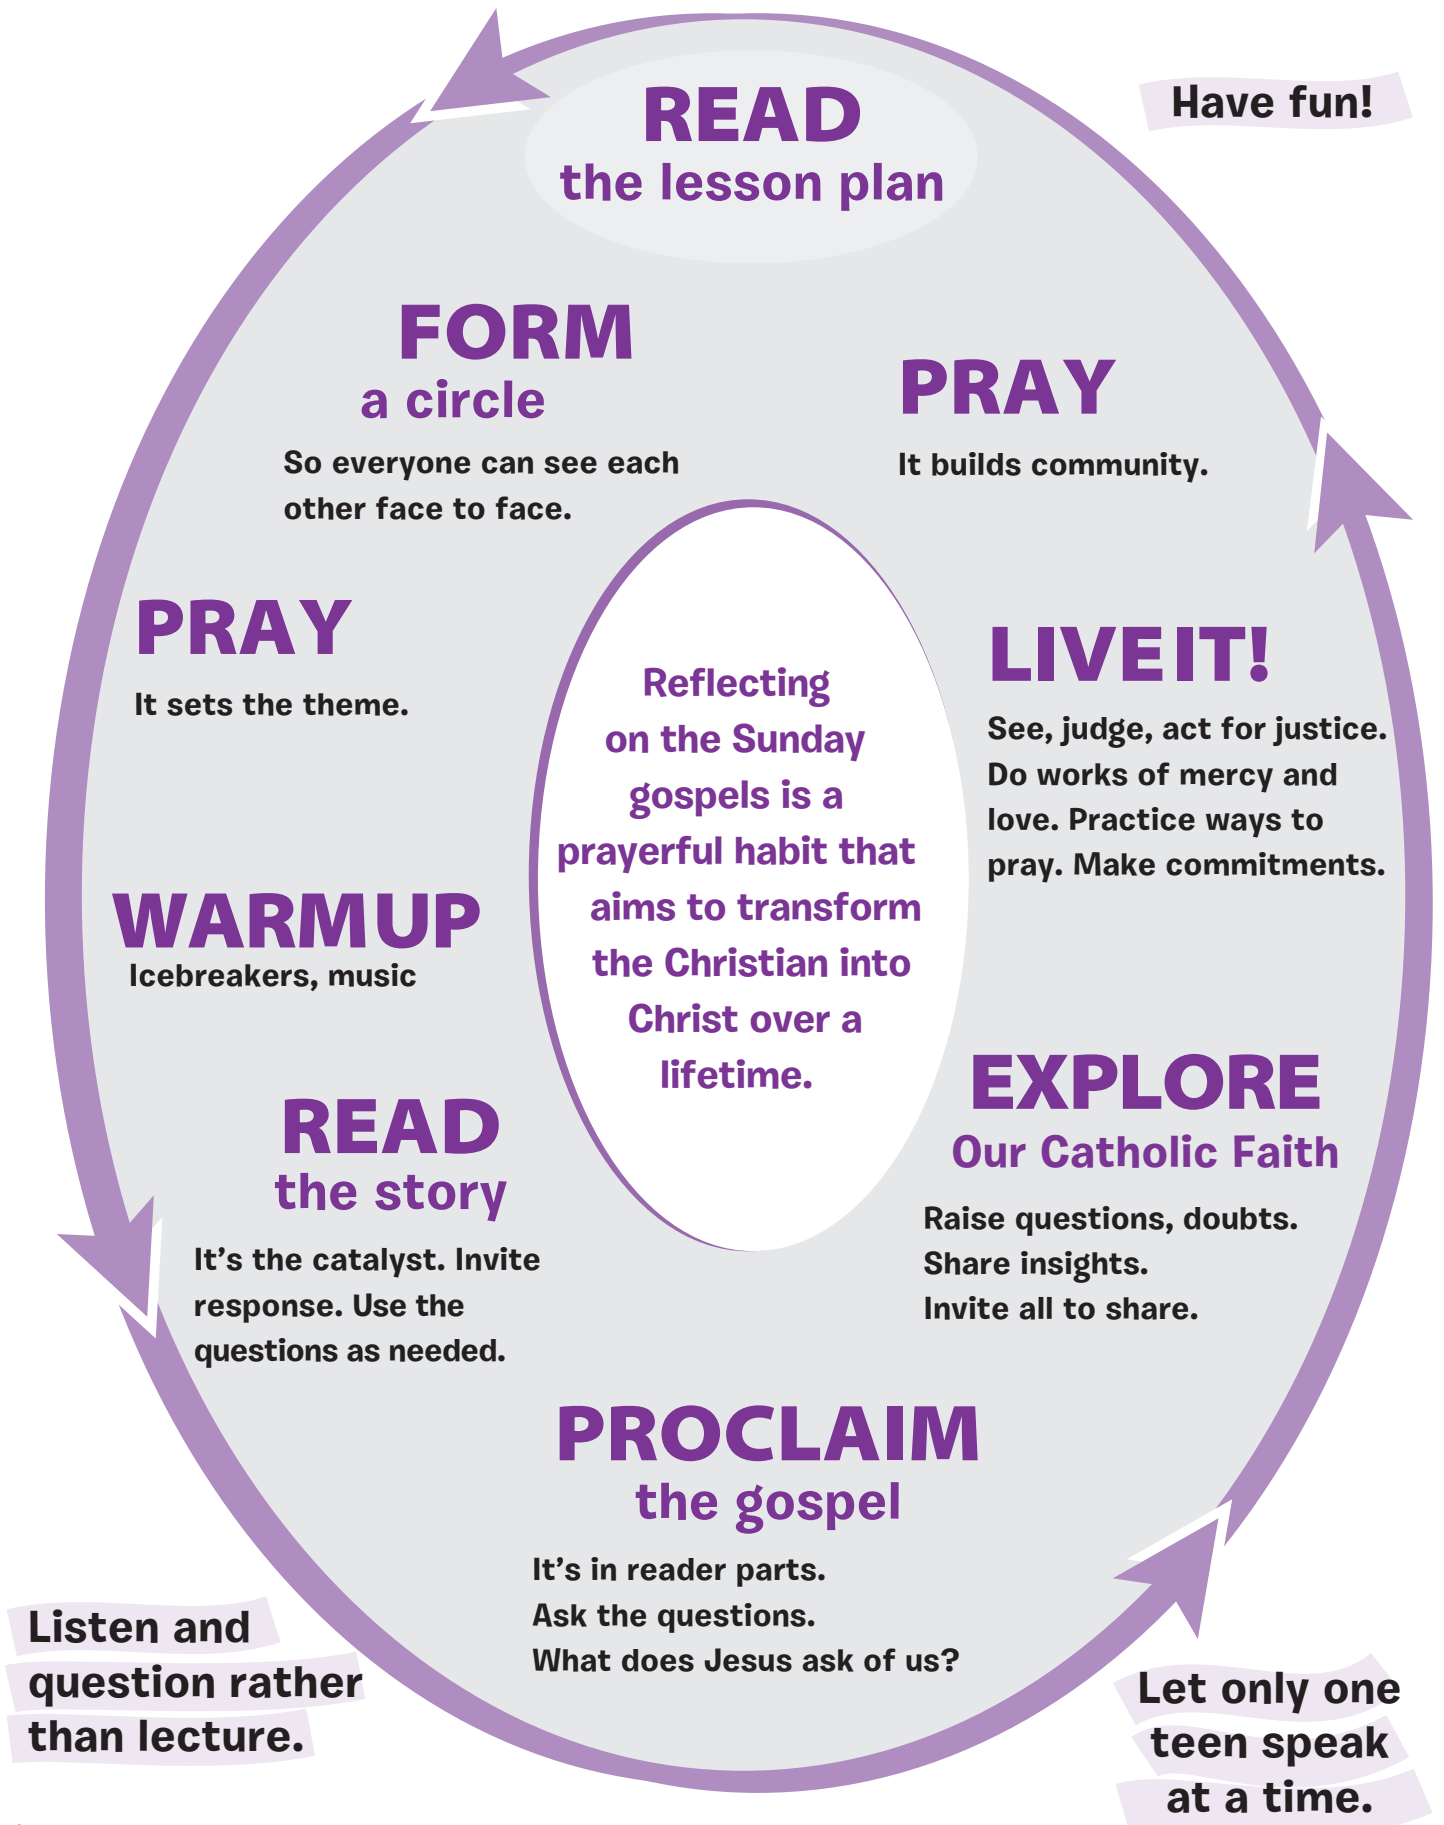 READ
the lesson plan
Have fun!
FORM
a circle
So everyone can see each
other face to face.
PRAY
It sets the theme.
WARMUP
Icebreakers, music
READ
the story
It's the catalyst. Invite
response. Use the
questions as needed.
PROCLAIM
the gospel
It's in reader parts.
Ask the questions.
What does Jesus ask of us?
EXPLORE
Our Catholic Faith
Raise questions, doubts.
Share insights.
Invite all to share.
LIVE IT!
See, judge, act for justice.
Do works of mercy and
love. Practice ways to
pray. Make commitments.
PRAY
It builds community.
Reflecting
on the Sunday
gospels is a
prayerful habit that
aims to transform
the Christian into
Christ over a
lifetime.
Listen and
question rather
than lecture.
Let only one
teen speak
at a time.